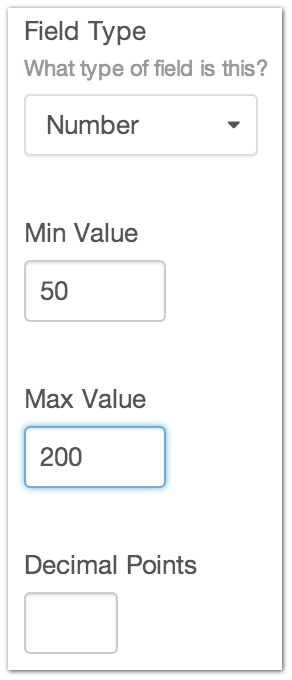 Field Type
What type of field is this?
Number
Min Value
50
Max Value
200
Decimal Points